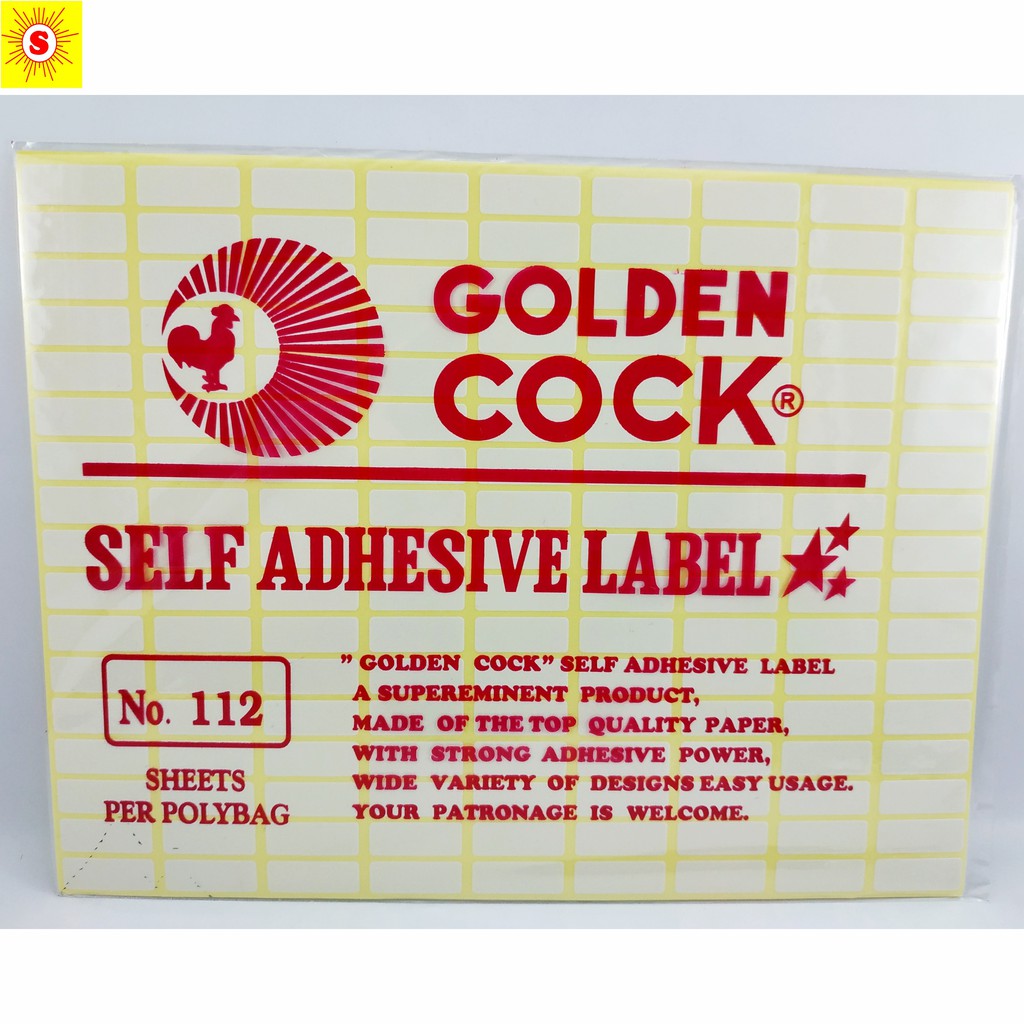 S
GOLDEN
COCK®
SELF ADHESIVE LABEL
No. 112
SHEETS
PER POLYBAG
" GOLDEN COCK" SELF ADHESIVE LABEL
A SUPEREMINENT PRODUCT,
MADE OF THE TOP QUALITY PAPER,
WITH STRONG ADHESIVE POWER,
WIDE VARIETY OF DESIGNS EASY USAGE.
YOUR PATRONAGE IS WELCOME.